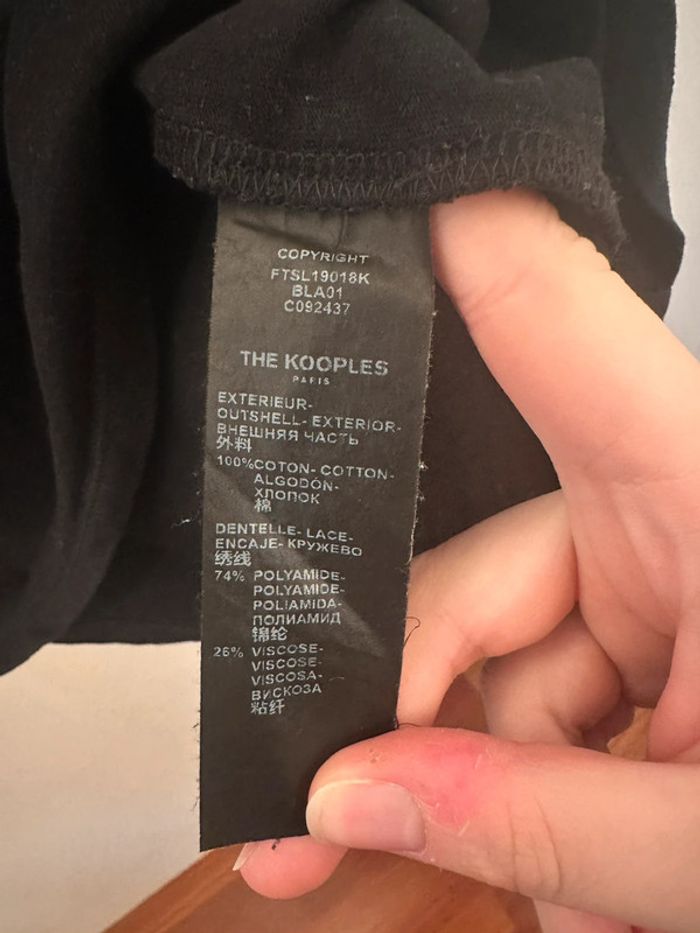 COPYRIGHT
FTSL19018K
BLA01
C092437
THE KOOPLES
PARIS
EXTERIEUR-
OUTSHELL- EXTERIOR-
ВНЕШНЯЯ ЧАСТЬ
外料
100% COTON- COTTON-
ALGODÓN-
ХЛОПОК
棉
DENTELLE- LACE-
ENCAJE- КРУЖЕВО
绣线
74% POLYAMIDE-
POLYAMIDE-
POLIAMIDA-
ПОЛИАМИД
锦纶
26% VISCOSE-
VISCOSE-
VISCOSA-
ВИСКОЗА
粘纤